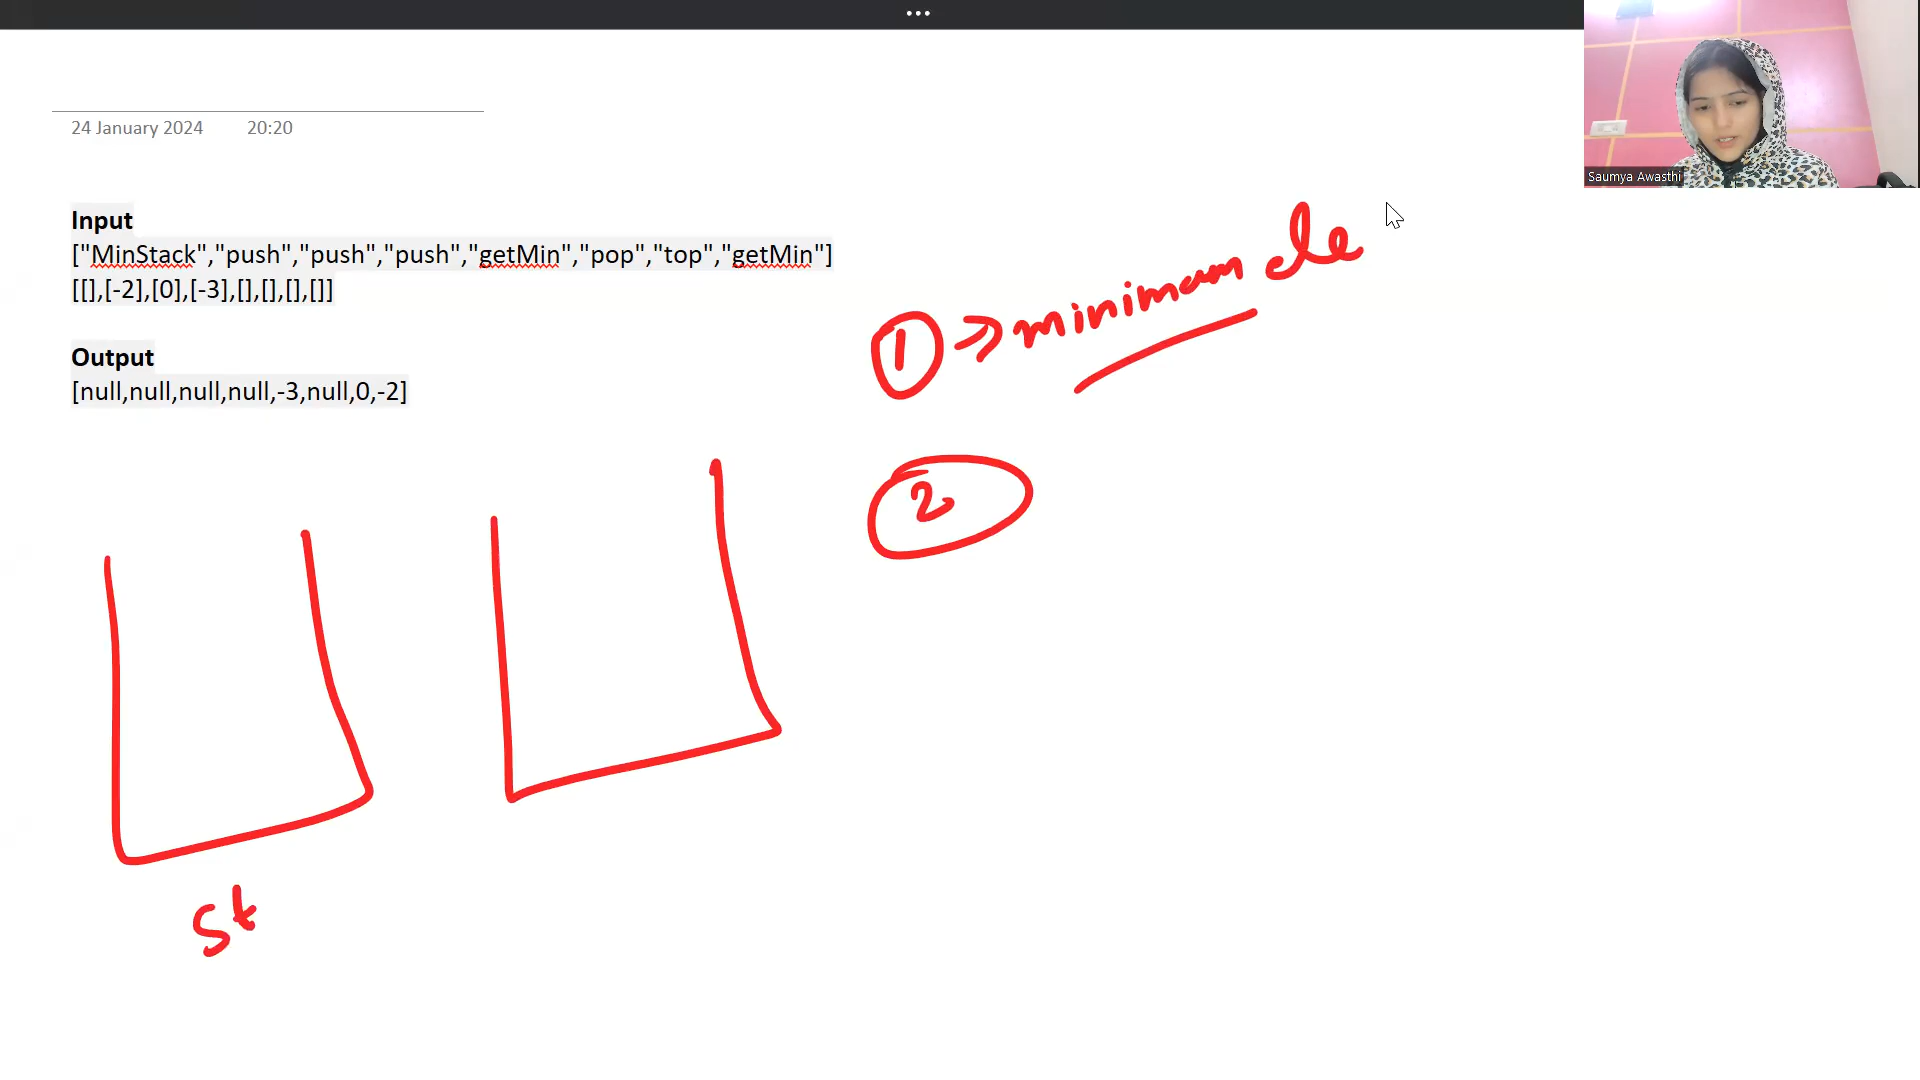 24 January 2024 20:20
Saumya Awasthi
Input
["MinStack","push","push","push","getMin","pop","top","getMin"]
[[],[-2],[0],[-3],[],[],[],[]]
Output
[null,null,null,null,-3,null,0,-2]
1 => minimam ele
2
St